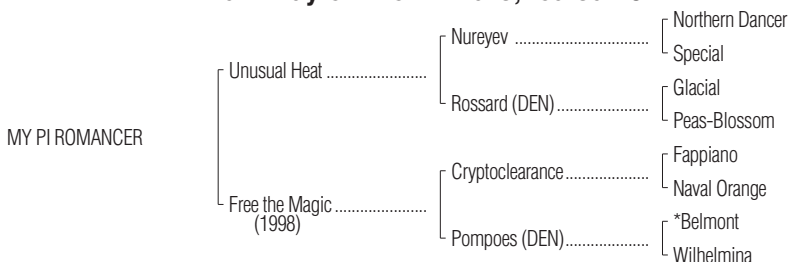 Northern Dancer
Nureyev
Special
Unusual Heat
Glacial
Rossard (DEN)
Peas-Blossom
MY PI ROMANCER
Fappiano
Cryptoclearance
Naval Orange
Free the Magic
(1998)
*Belmont
Pompoes (DEN)
Wilhelmina